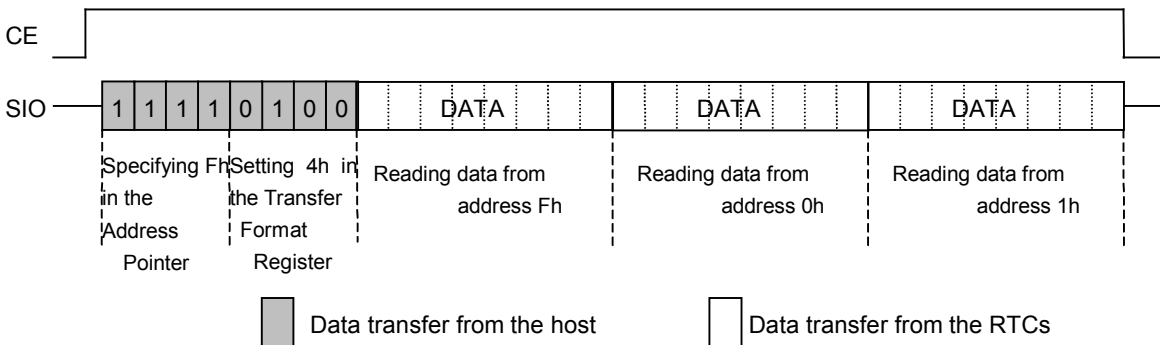 CE
SIO 1 1 1 1 0 1 0 0 DATA DATA DATA
Specifying Fh Setting 4h in
in the the Transfer
Address Format
Pointer Register
Reading data from
address Fh
Reading data from
address 0h
Reading data from
address 1h
Data transfer from the host Data transfer from the RTCs